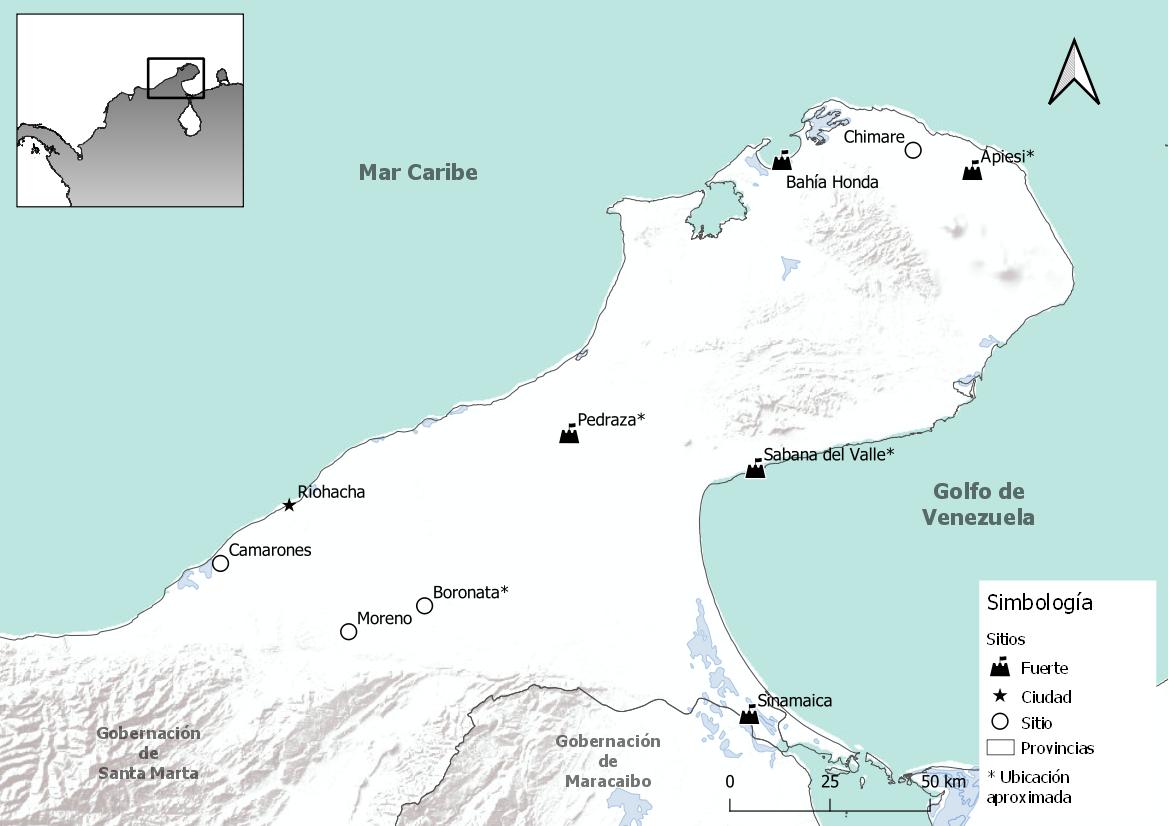 Chimare
Apiesi*
Mar Caribe
Bahía Honda
Pedraza*
Sabana del Valle*
Riohacha
Golfo de
Venezuela
Camarones
Boronata*
Moreno
Simbología
Sitios
Fuerte
Ciudad
Sitio
Provincias
* Ubicación
aproximada
Sinamaica
Gobernación
de
Santa Marta
Gobernación
de
Maracaibo
0 25 50 km